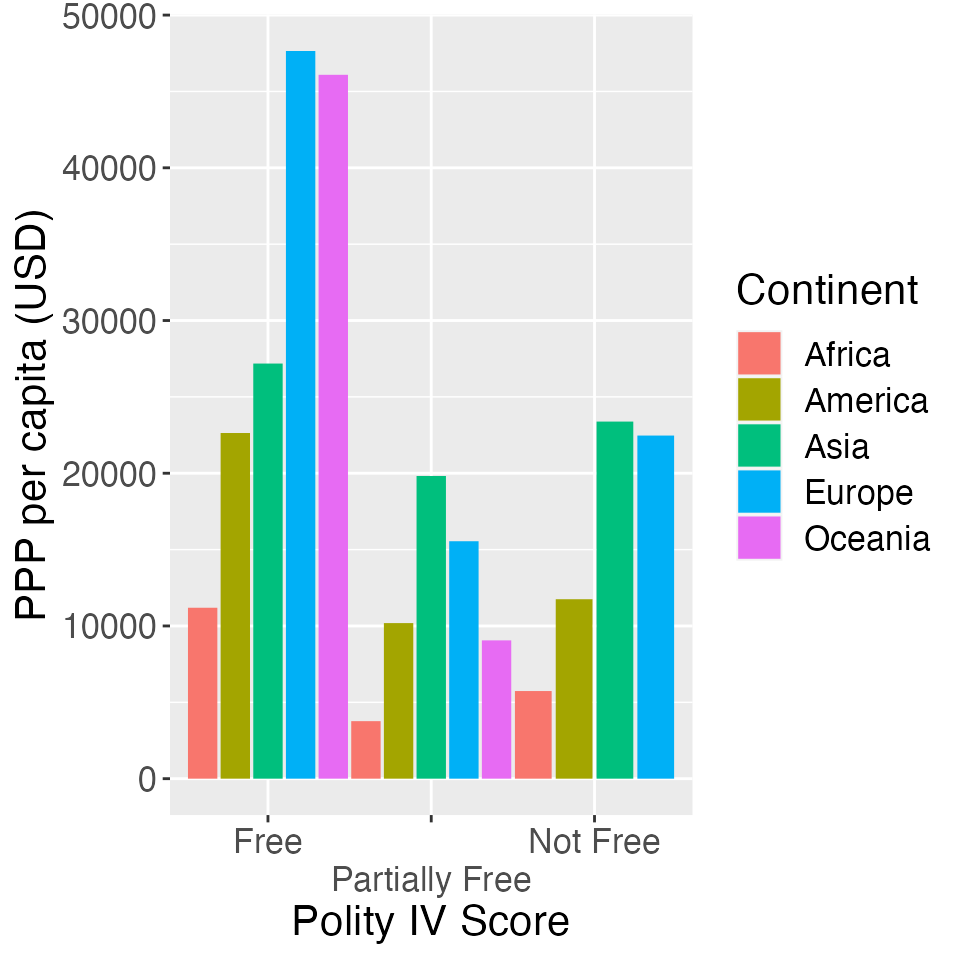 PPP per capita (USD)
50000
40000
30000
20000
10000
0
Free
Partially Free
Not Free
Polity IV Score
Continent
Africa
America
Asia
Europe
Oceania